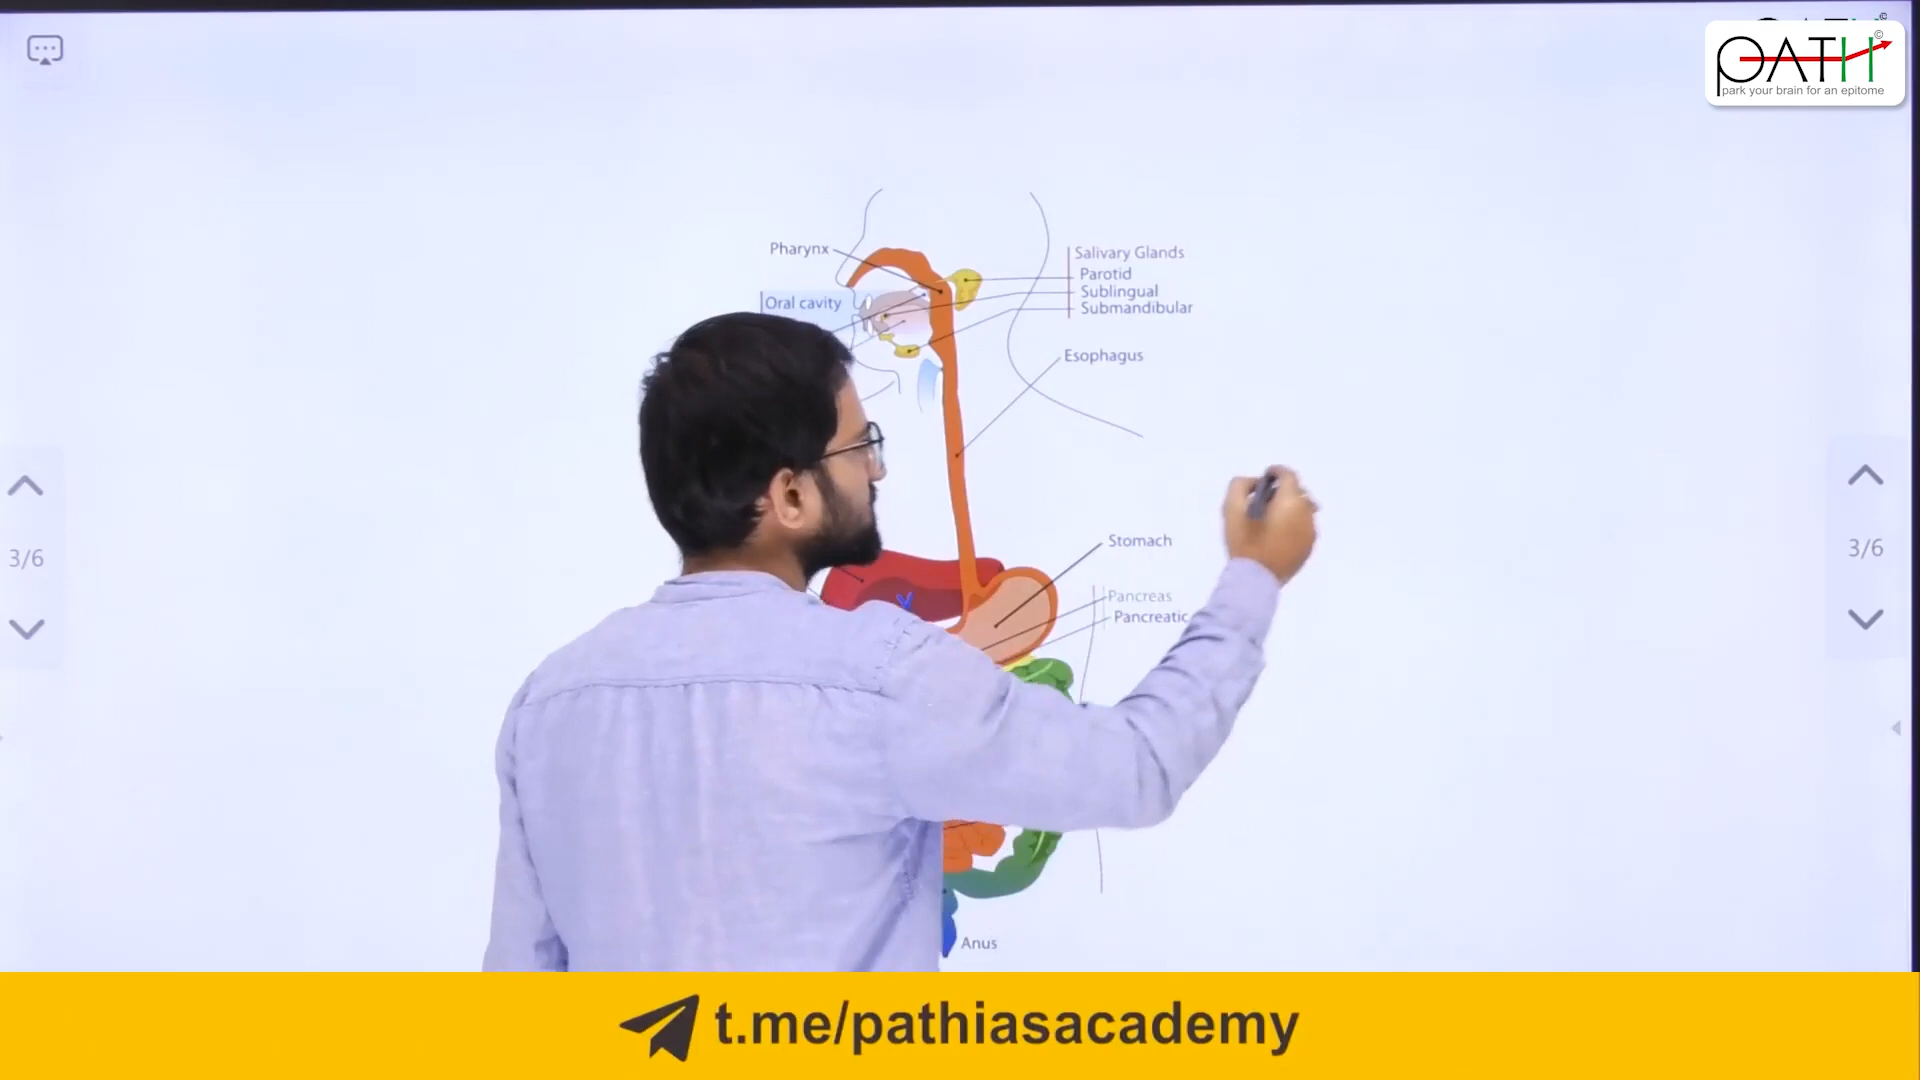 PATH
park your brain for an epitome
Pharynx
Salivary Glands
Parotid
Oral cavity
Sublingual
Submandibular
Esophagus
3/6
3/6
Stomach
Pancreas
Pancreatic
Anus
t.me/pathiasacademy